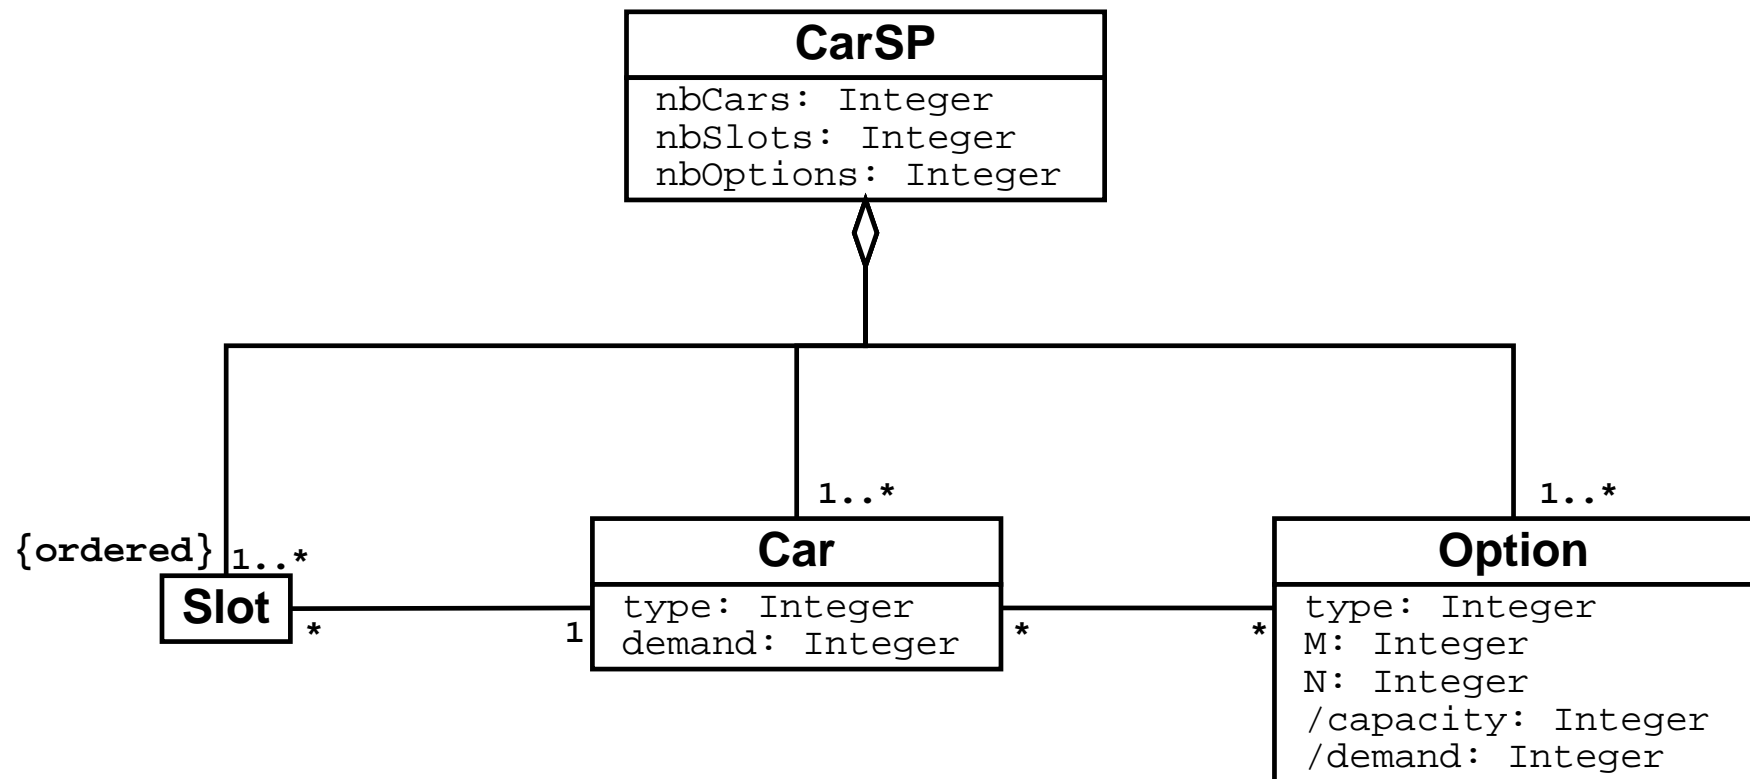 CarSP
nbCars: Integer
nbSlots: Integer
nbOptions: Integer
{ordered}
1..*
1..*
1..*
Slot
*
1
Car
type: Integer
demand: Integer
*
*
Option
type: Integer
M: Integer
N: Integer
/capacity: Integer
/demand: Integer